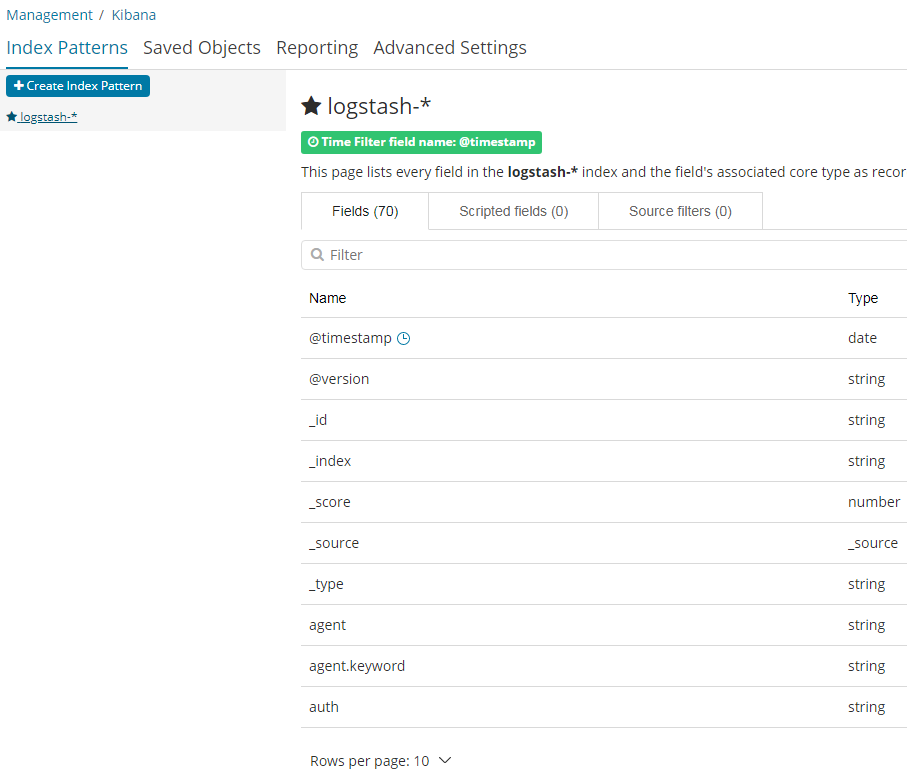 Management / Kibana
Index Patterns Saved Objects Reporting Advanced Settings
Create Index Pattern
logstash-*
logstash-*
Time Filter field name: @timestamp
This page lists every field in the logstash-* index and the field's associated core type as recor
Fields (70) Scripted fields (0) Source filters (0)
Filter
Name Type
@timestamp date
@version string
_id string
_index string
_score number
_source _source
_type string
agent string
agent.keyword string
auth string
Rows per page: 10